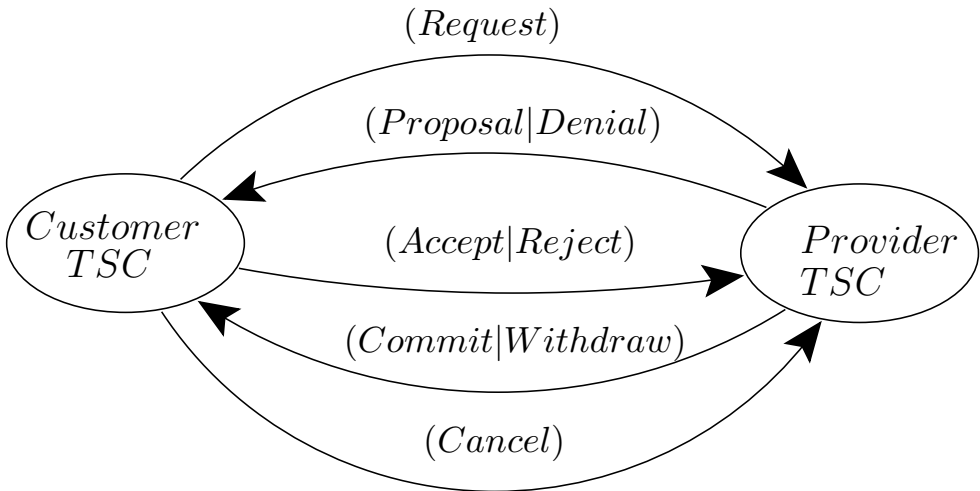 (Request)
(Proposal|Denial)
Customer
TSC
(Accept|Reject)
Provider
TSC
(Commit|Withdraw)
(Cancel)